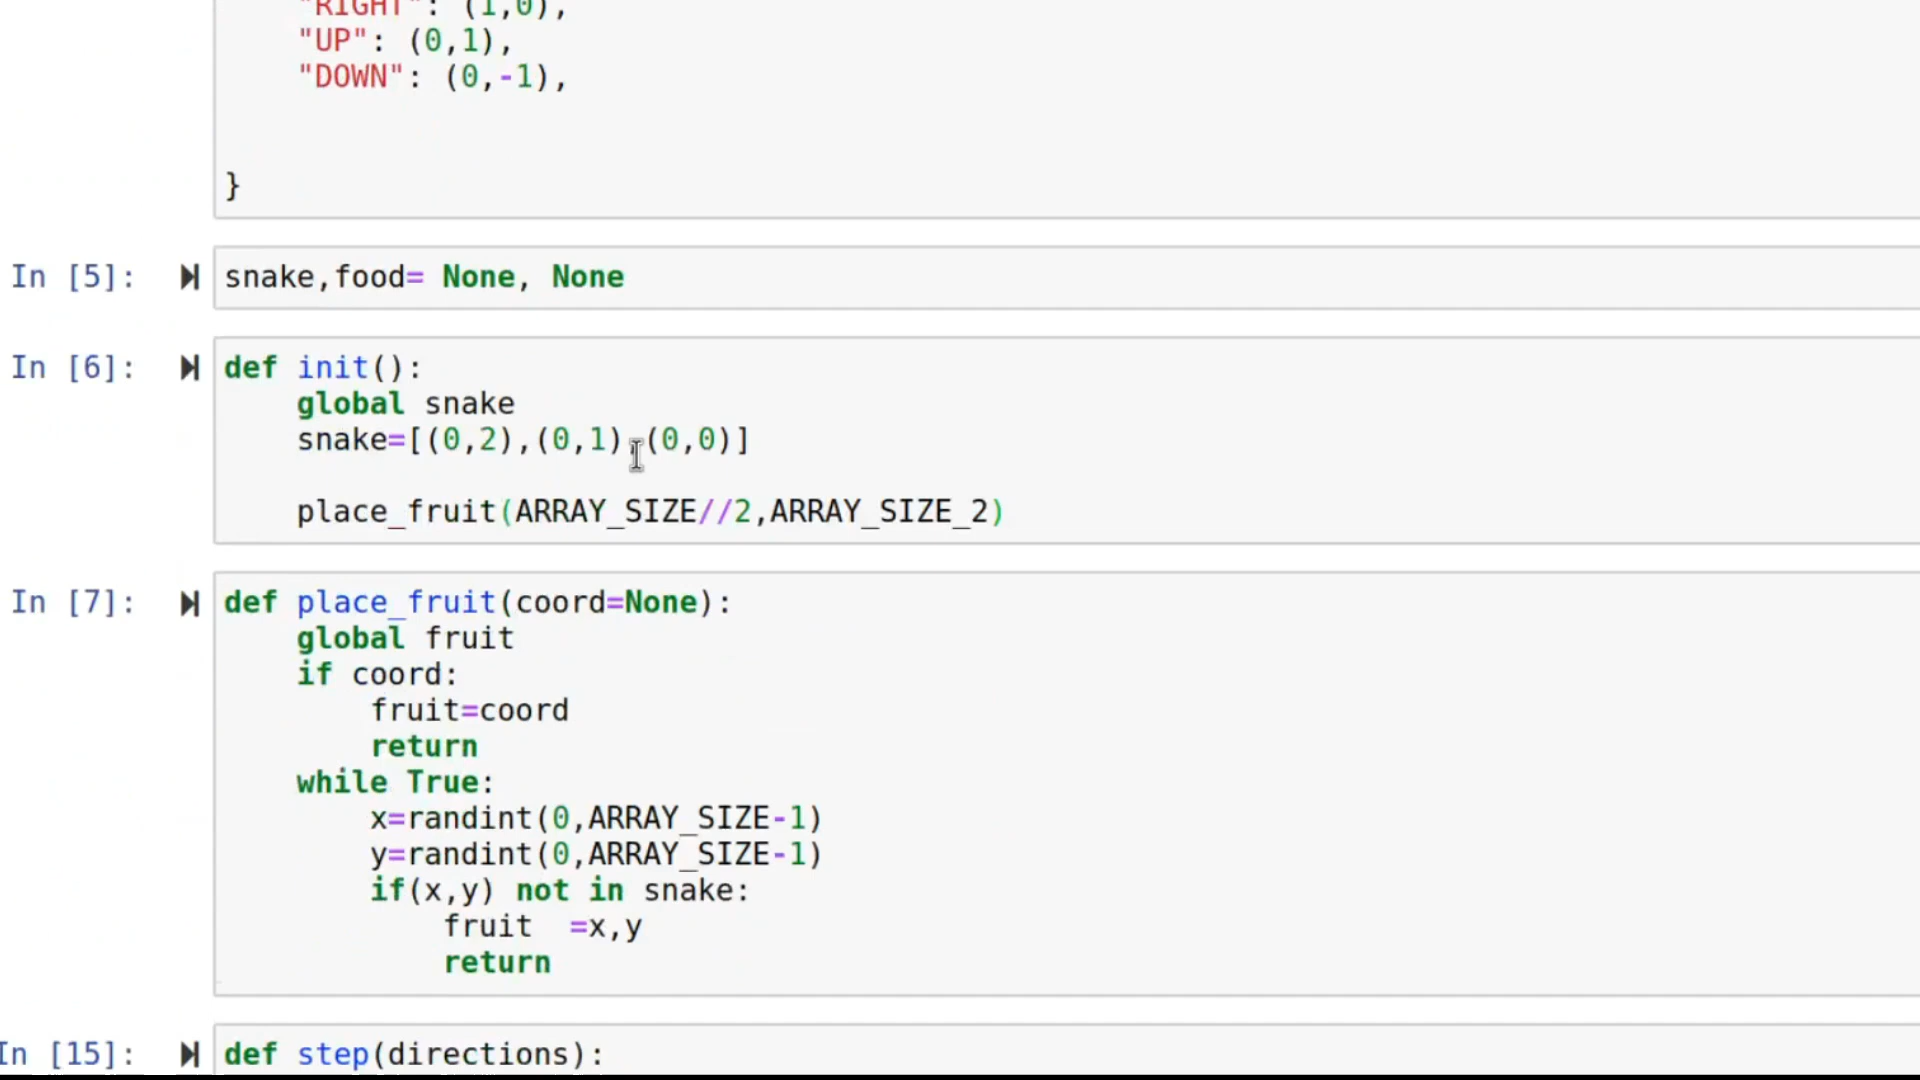 "RIGHT": (1,0),
"UP": (0,1),
"DOWN": (0,-1),
}
In [5]:
snake,food= None, None
In [6]:
def init():
global snake
snake=[(0,2),(0,1),(0,0)]
place_fruit(ARRAY_SIZE//2,ARRAY_SIZE_2)
In [7]:
def place_fruit(coord=None):
global fruit
if coord:
fruit=coord
return
while True:
x=randint(0,ARRAY_SIZE-1)
y=randint(0,ARRAY_SIZE-1)
if(x,y) not in snake:
fruit  =x,y
return
In [15]:
def step(directions):